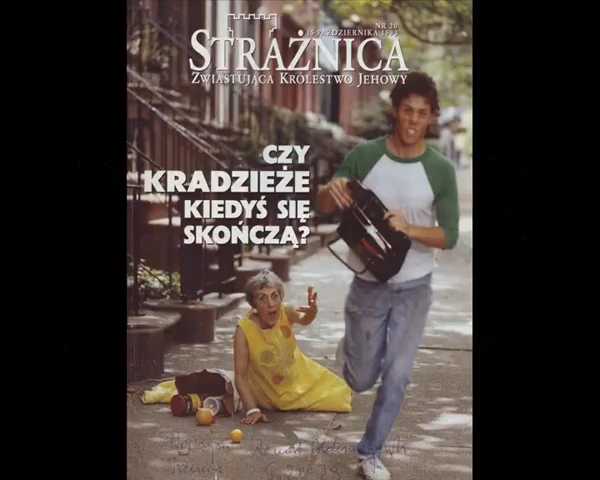 NR 20
15 PAŹDZIERNIKA 1993
STRAŻNICA
ZWIASTUJĄCA KRÓLESTWO JEHOWY
CZY
KRADZIEŻE
KIEDYŚ SIĘ
SKOŃCZĄ?